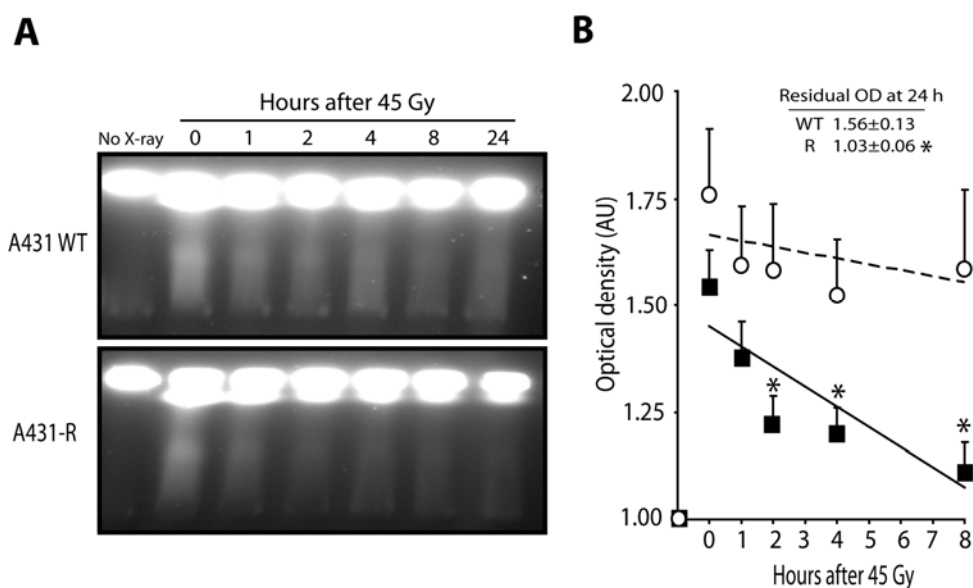 A
Hours after 45 Gy
No X-ray 0 1 2 4 8 24
A431 WT
A431-R
B
Optical density (AU)
2.00
1.75
1.50
1.25
1.00
Residual OD at 24 h
WT 1.56±0.13
R 1.03±0.06 *
* * *
0 1 2 3 4 5 6 7 8
Hours after 45 Gy